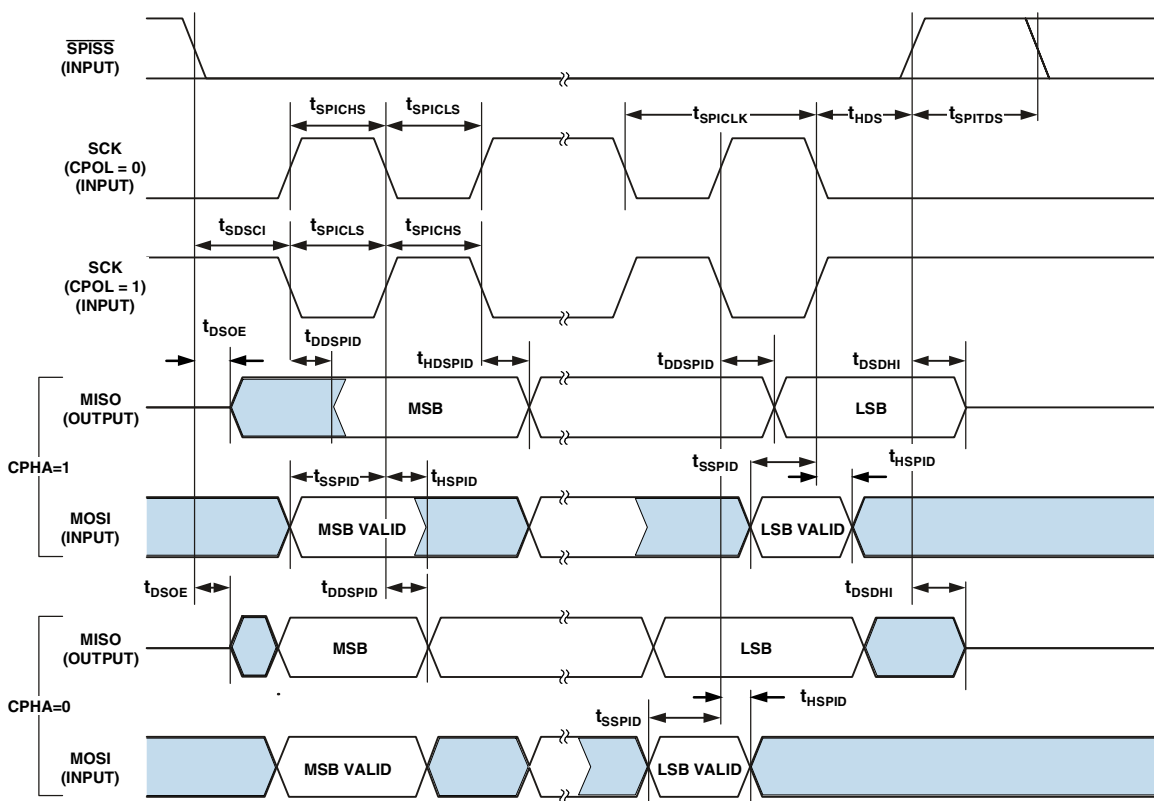 SPISS
(INPUT)
tSPICHS
tSPICLS
tSPICLK
tHDS
tSPITDS
SCK
(CPOL = 0)
(INPUT)
tSDSCI
tSPICLS
tSPICHS
SCK
(CPOL = 1)
(INPUT)
tDSOE
tDDSPID
tHDSPID
tDDSPID
tDSDHI
MISO
(OUTPUT)
MSB
LSB
CPHA=1
tSSPID
tHSPID
tSSPID
tHSPID
MOSI
(INPUT)
MSB VALID
LSB VALID
tDSOE
tDDSPID
tDSDHI
MISO
(OUTPUT)
MSB
LSB
CPHA=0
tSSPID
tHSPID
MOSI
(INPUT)
MSB VALID
LSB VALID